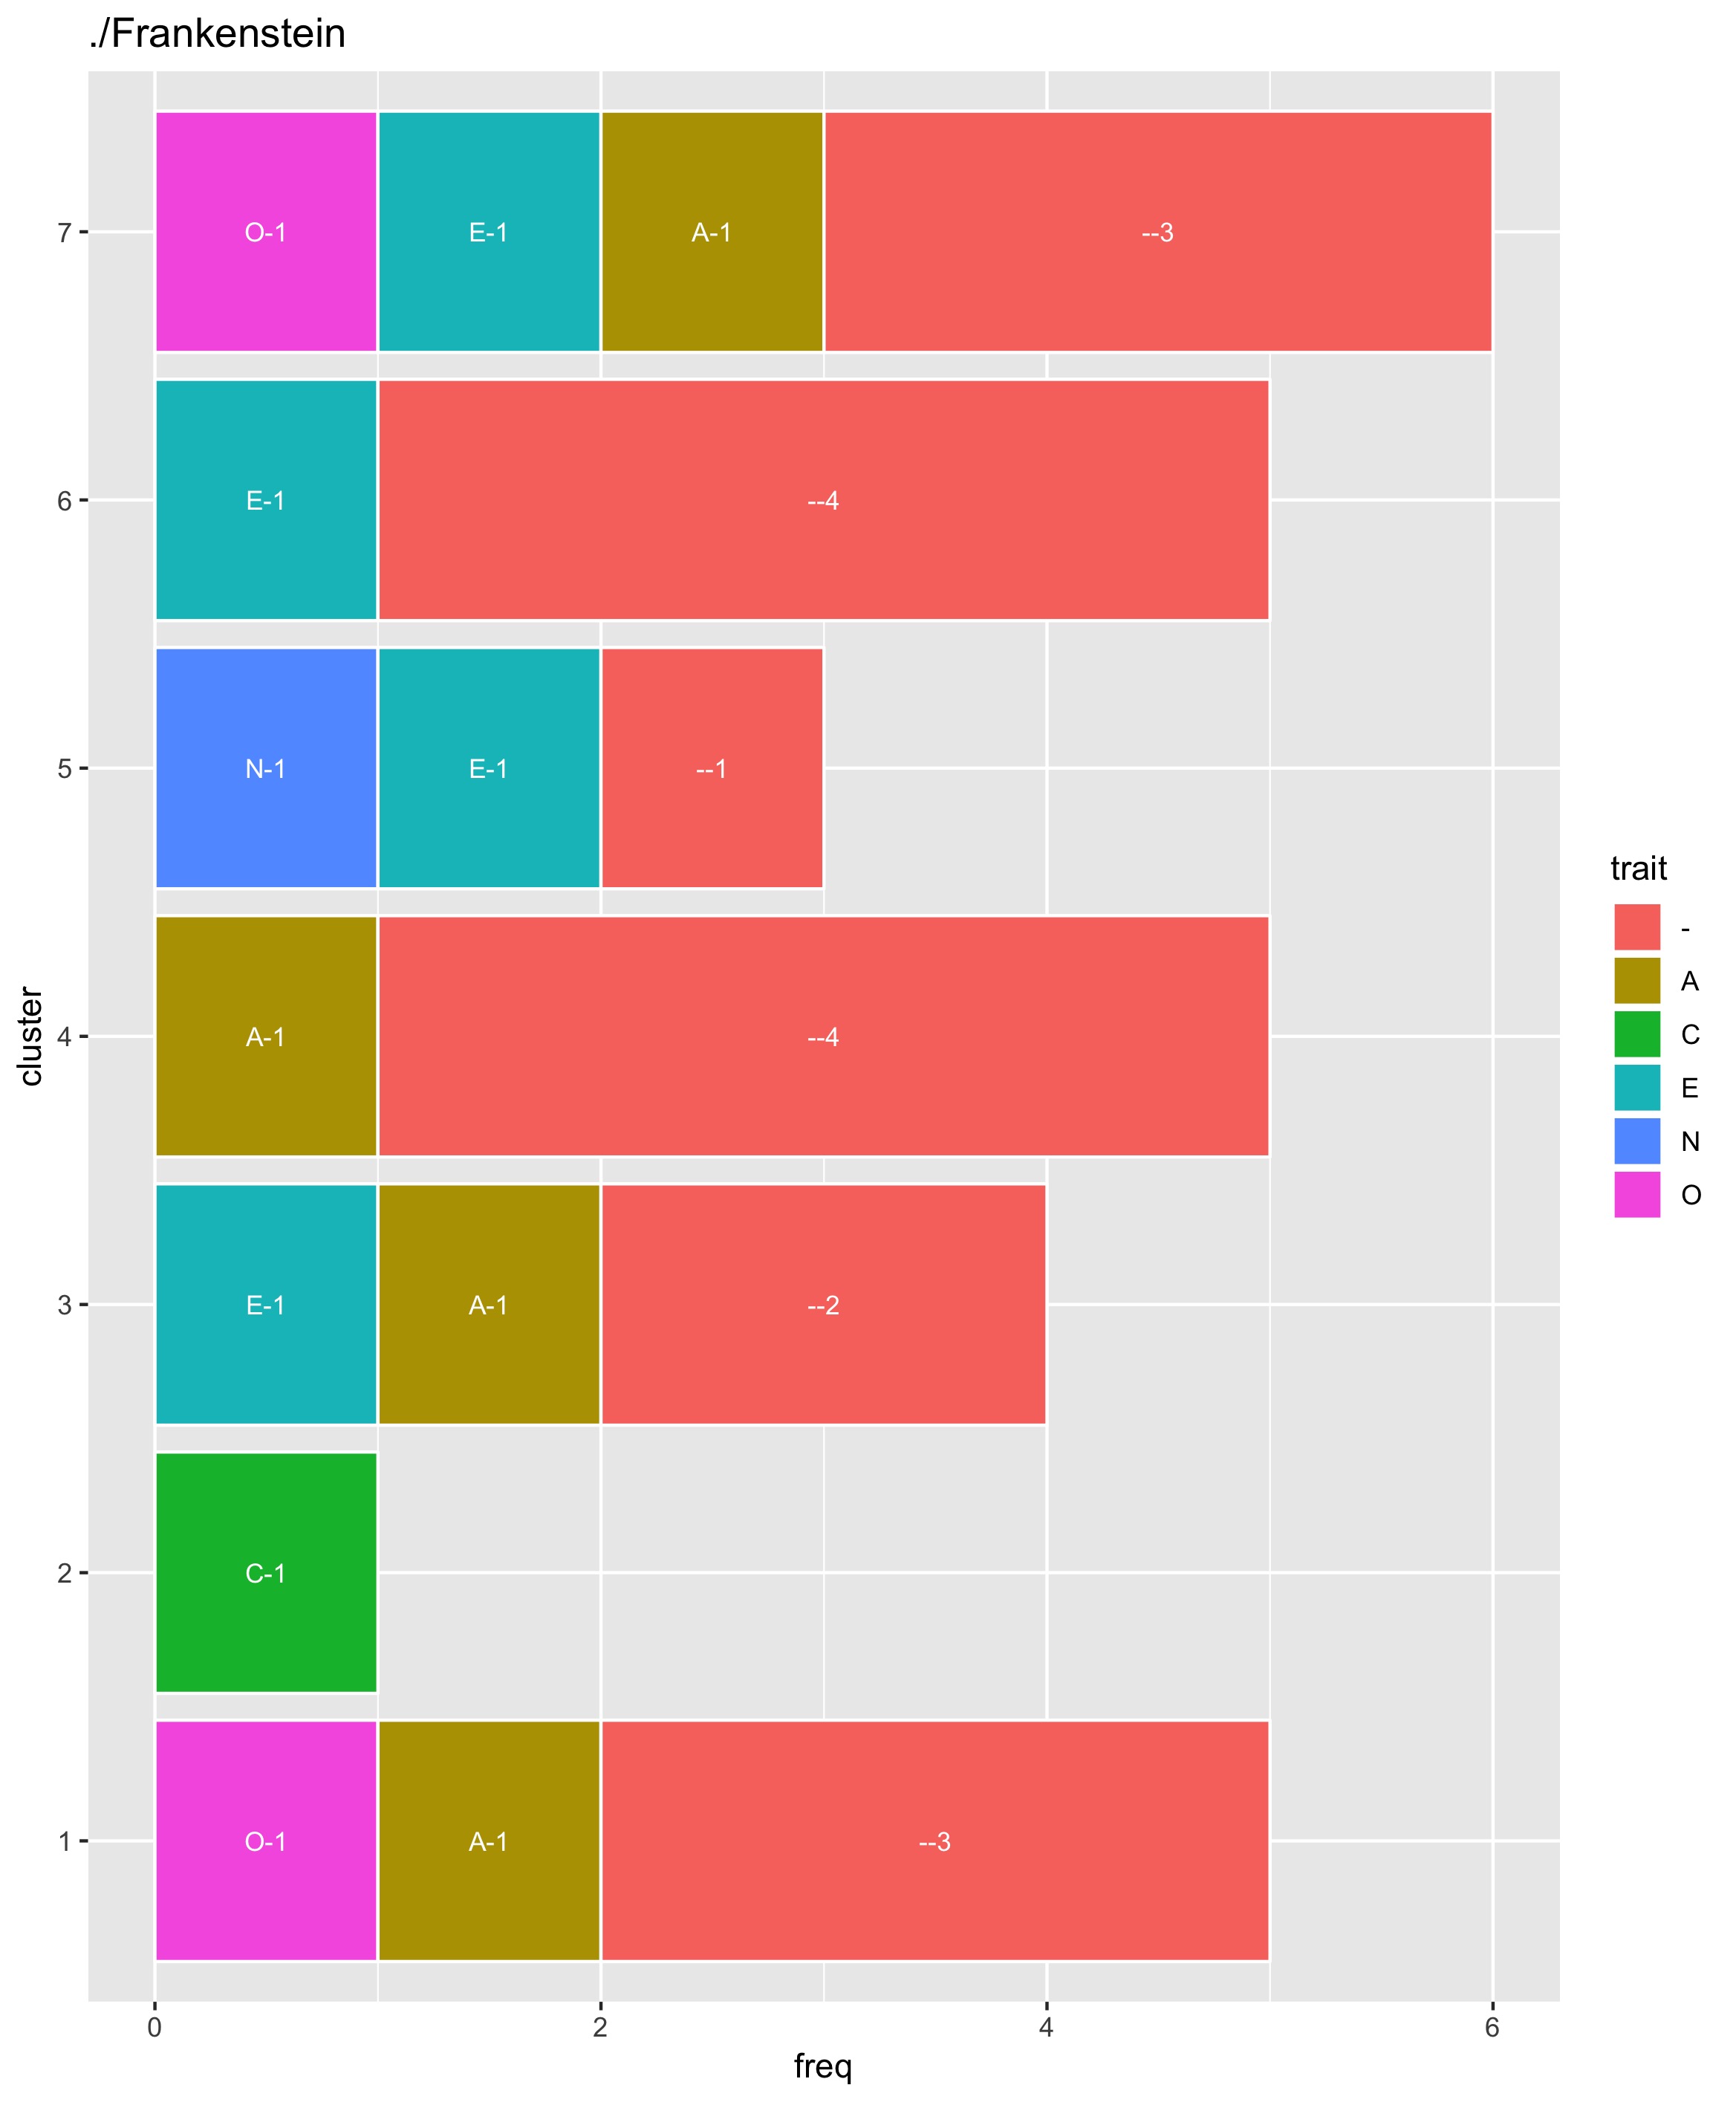 ./Frankenstein
7
O-1 E-1 A-1 --3
6
E-1 --4
5
N-1 E-1 --1
4
A-1 --4
3
E-1 A-1 --2
2
C-1
1
O-1 A-1 --3
0 2 4 6
freq
cluster
trait
-
A
C
E
N
O